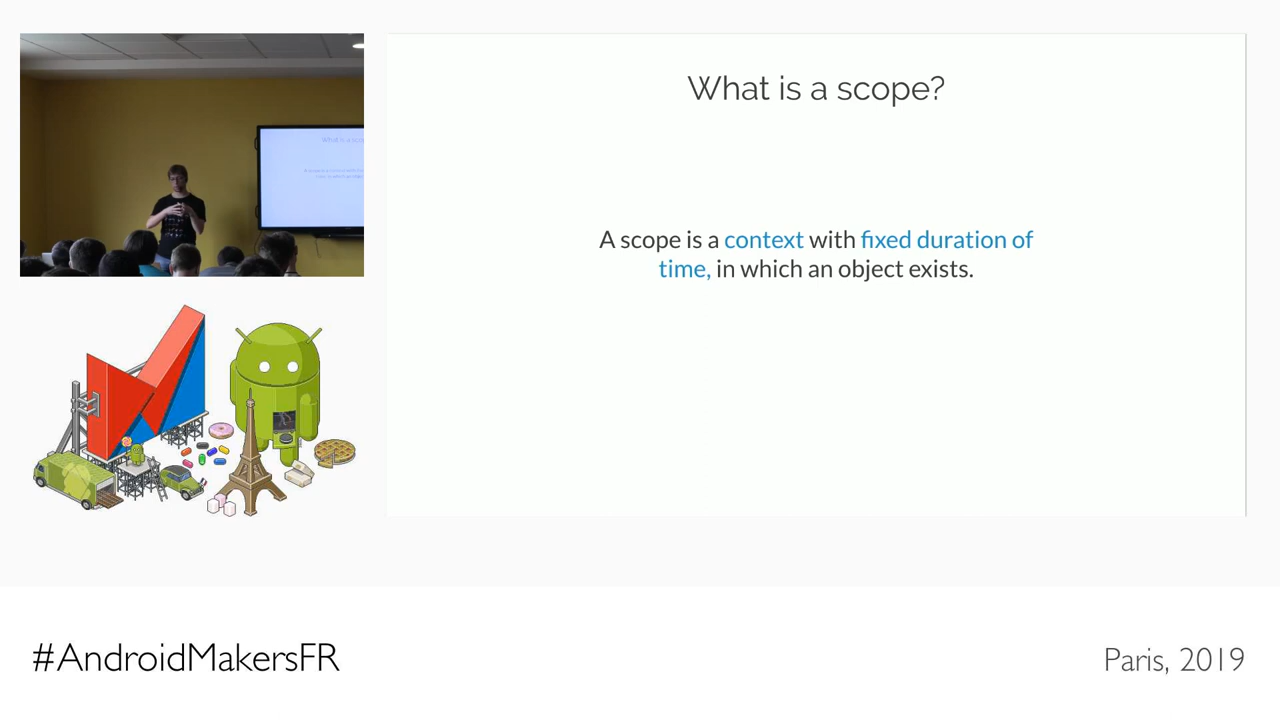 What is a scope?
A scope is a context with fixed duration of
time, in which an object exists.
#AndroidMakersFR
Paris, 2019